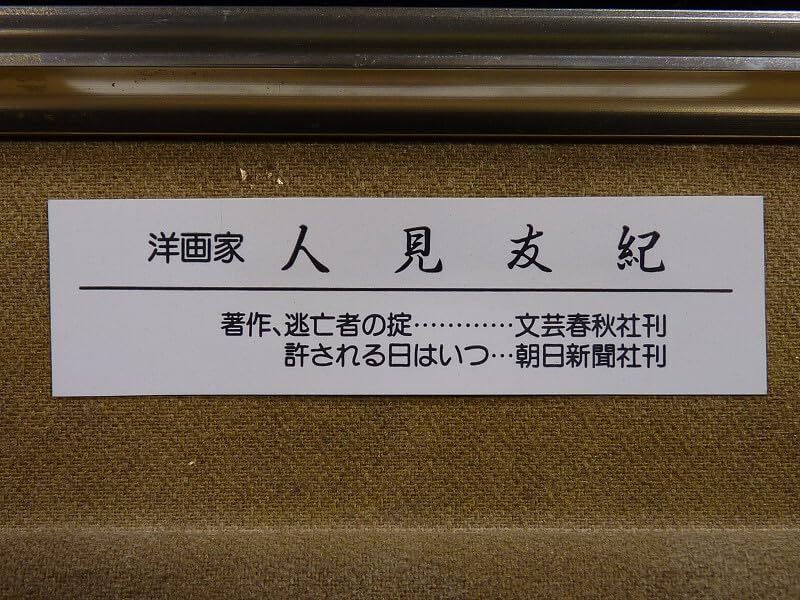 洋画家 人見友紀
著作、逃亡者の掟…………文芸春秋社刊
許される日はいつ…朝日新聞社刊